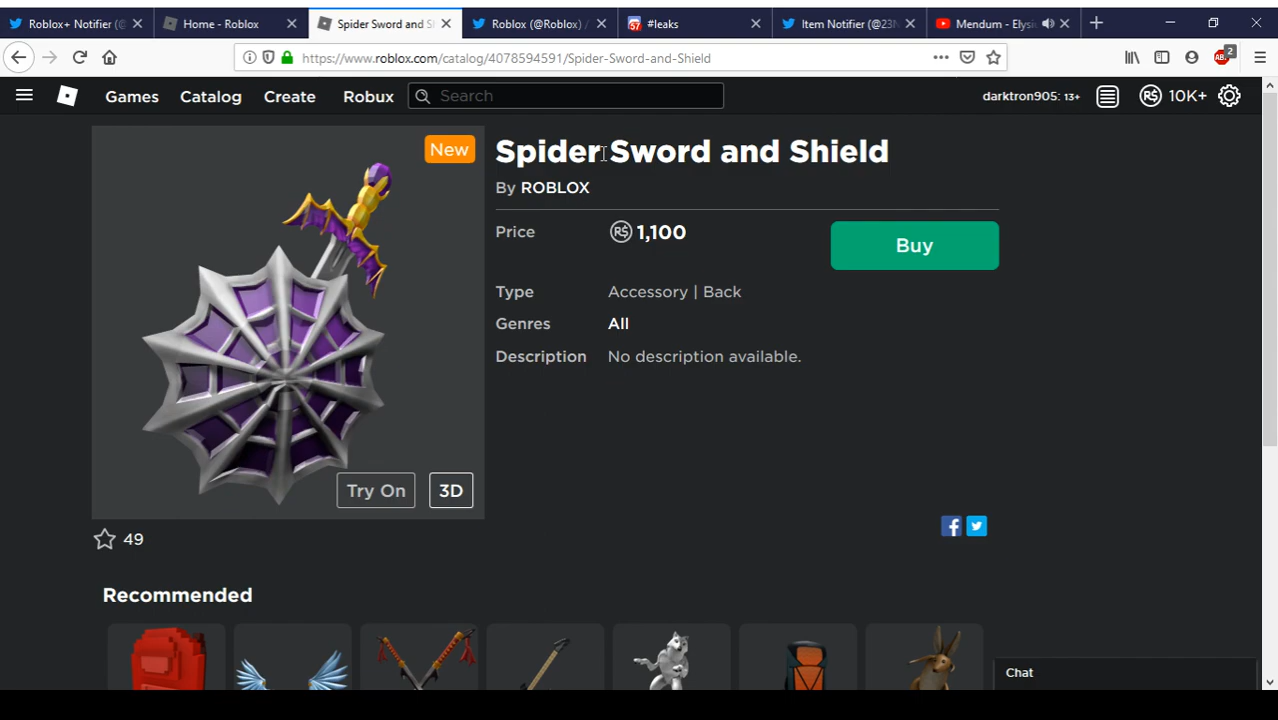 Roblox+ Notifier (@
Home - Roblox
Spider Sword and S
Roblox (@Roblox) /
57
#leaks
Item Notifier (@23N
Mendum - Elysi
https://www.roblox.com/catalog/4078594591/Spider-Sword-and-Shield
2
Games
Catalog
Create
Robux
Search
darktron905: 13+
R$ 10K+
New
Spider Sword and Shield
By ROBLOX
Price
R$ 1,100
Buy
Type
Accessory | Back
Genres
All
Description
No description available.
Try On
3D
49
Recommended
Chat